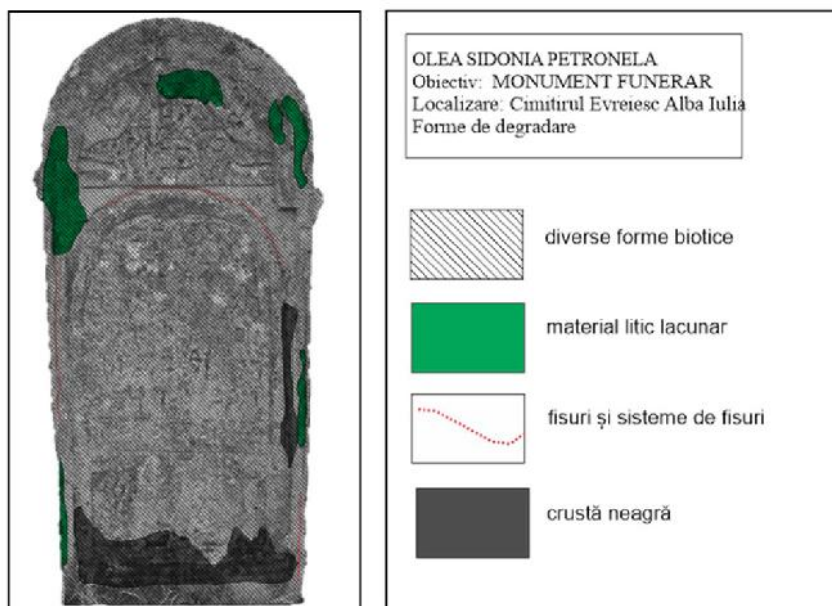 OLEA SIDONIA PETRONELA
Obiectiv: MONUMENT FUNERAR
Localizare: Cimitirul Evreiesc Alba Iulia
Forme de degradare
diverse forme biotice
material litic lacunar
fisuri și sisteme de fisuri
crustă neagră